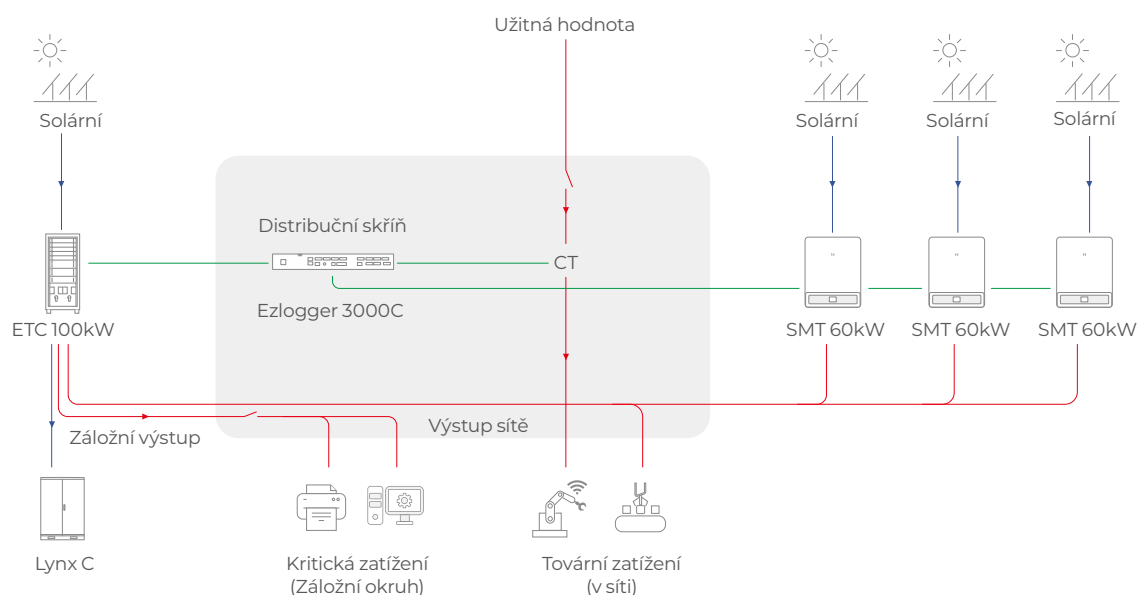 Užitná hodnota
Solární
Solární
Solární
Solární
Distribuční skříň
CT
Ezlogger 3000C
ETC 100kW
SMT 60kW
SMT 60kW
SMT 60kW
Záložní výstup
Výstup sítě
Lynx C
Kritická zatížení
(Záložní okruh)
Tovární zatížení
(v síti)